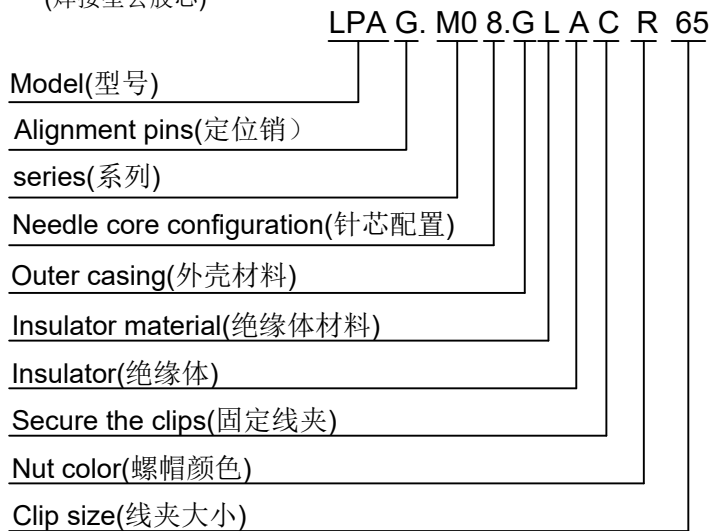 LPA G. M0 8.G L A C R 65
Model(型号)
Alignment pins(定位销）
series(系列)
Needle core configuration(针芯配置)
Outer casing(外壳材料)
Insulator material(绝缘体材料)
Insulator(绝缘体)
Secure the clips(固定线夹)
Nut color(螺帽颜色)
Clip size(线夹大小)